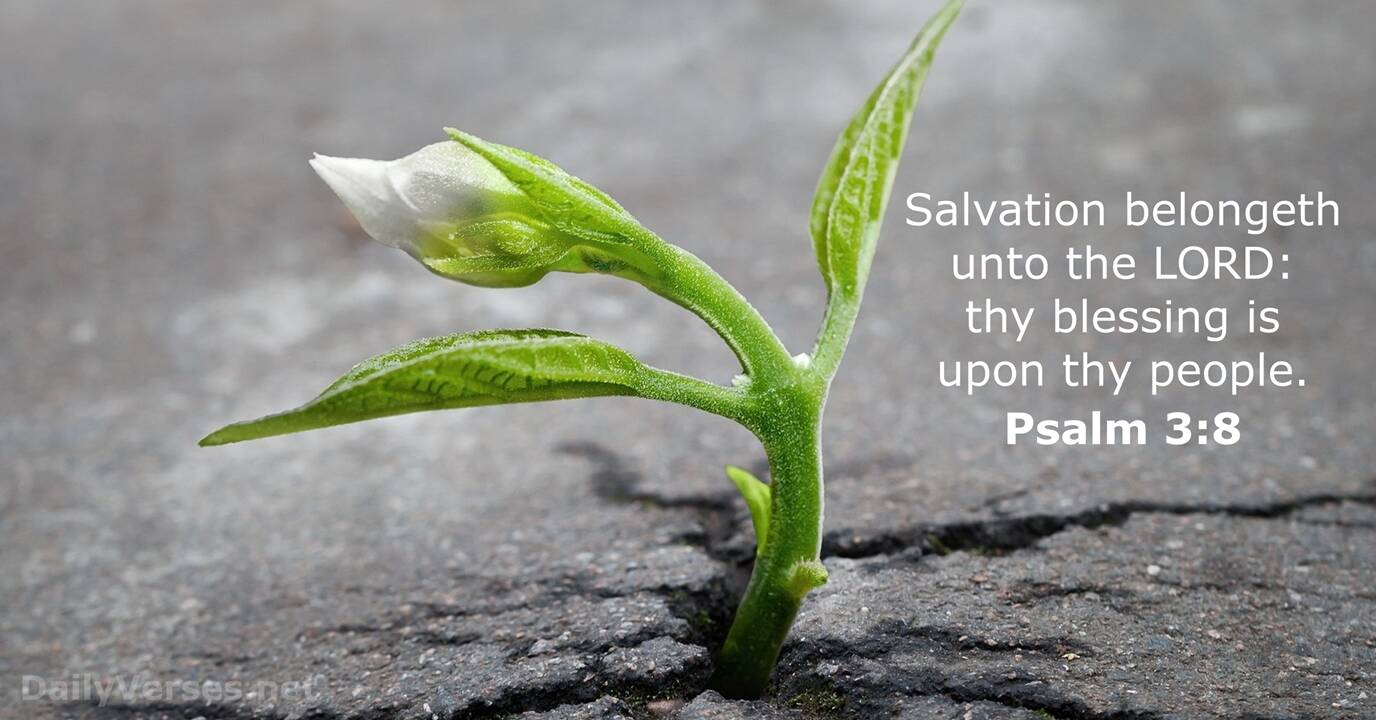 Salvation belongeth
unto the LORD:
thy blessing is
upon thy people.
Psalm 3:8
DailyVerses.net